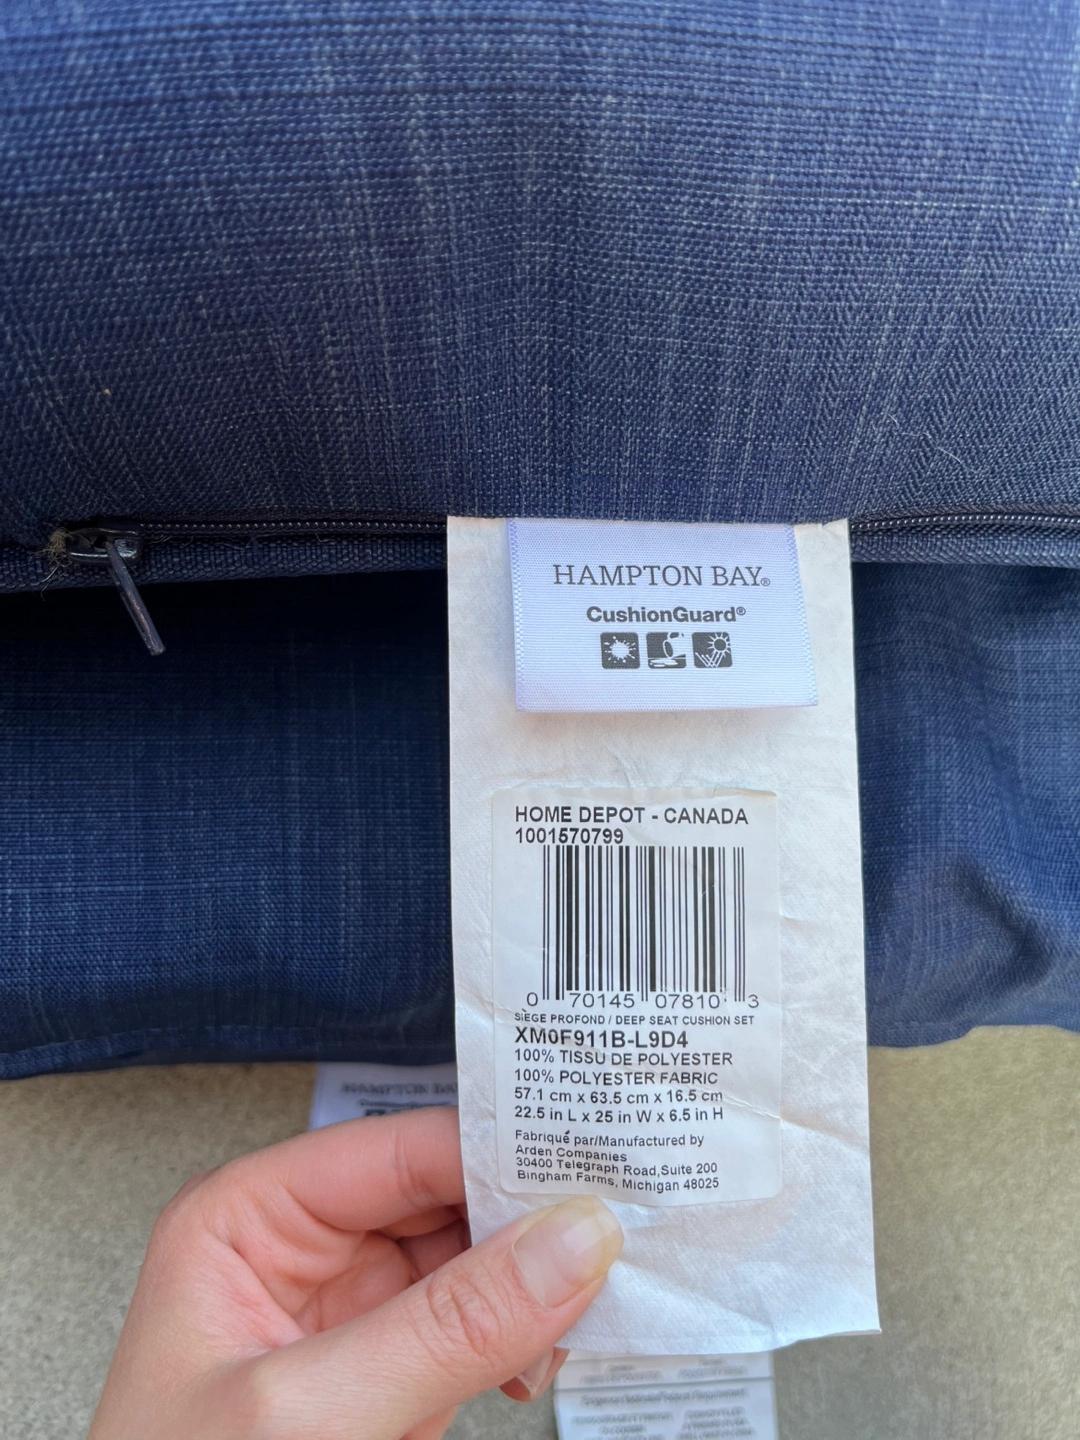 HAMPTON BAY®
CushionGuard®
HOME DEPOT - CANADA
1001570799
0 70145 07810 3
SIÈGE PROFOND / DEEP SEAT CUSHION SET
XM0F911B-L9D4
100% TISSU DE POLYESTER
100% POLYESTER FABRIC
57.1 cm x 63.5 cm x 16.5 cm
22.5 in L x 25 in W x 6.5 in H
Fabriqué par/Manufactured by
Arden Companies
30400 Telegraph Road,Suite 200
Bingham Farms, Michigan 48025
HAMPTON BAY